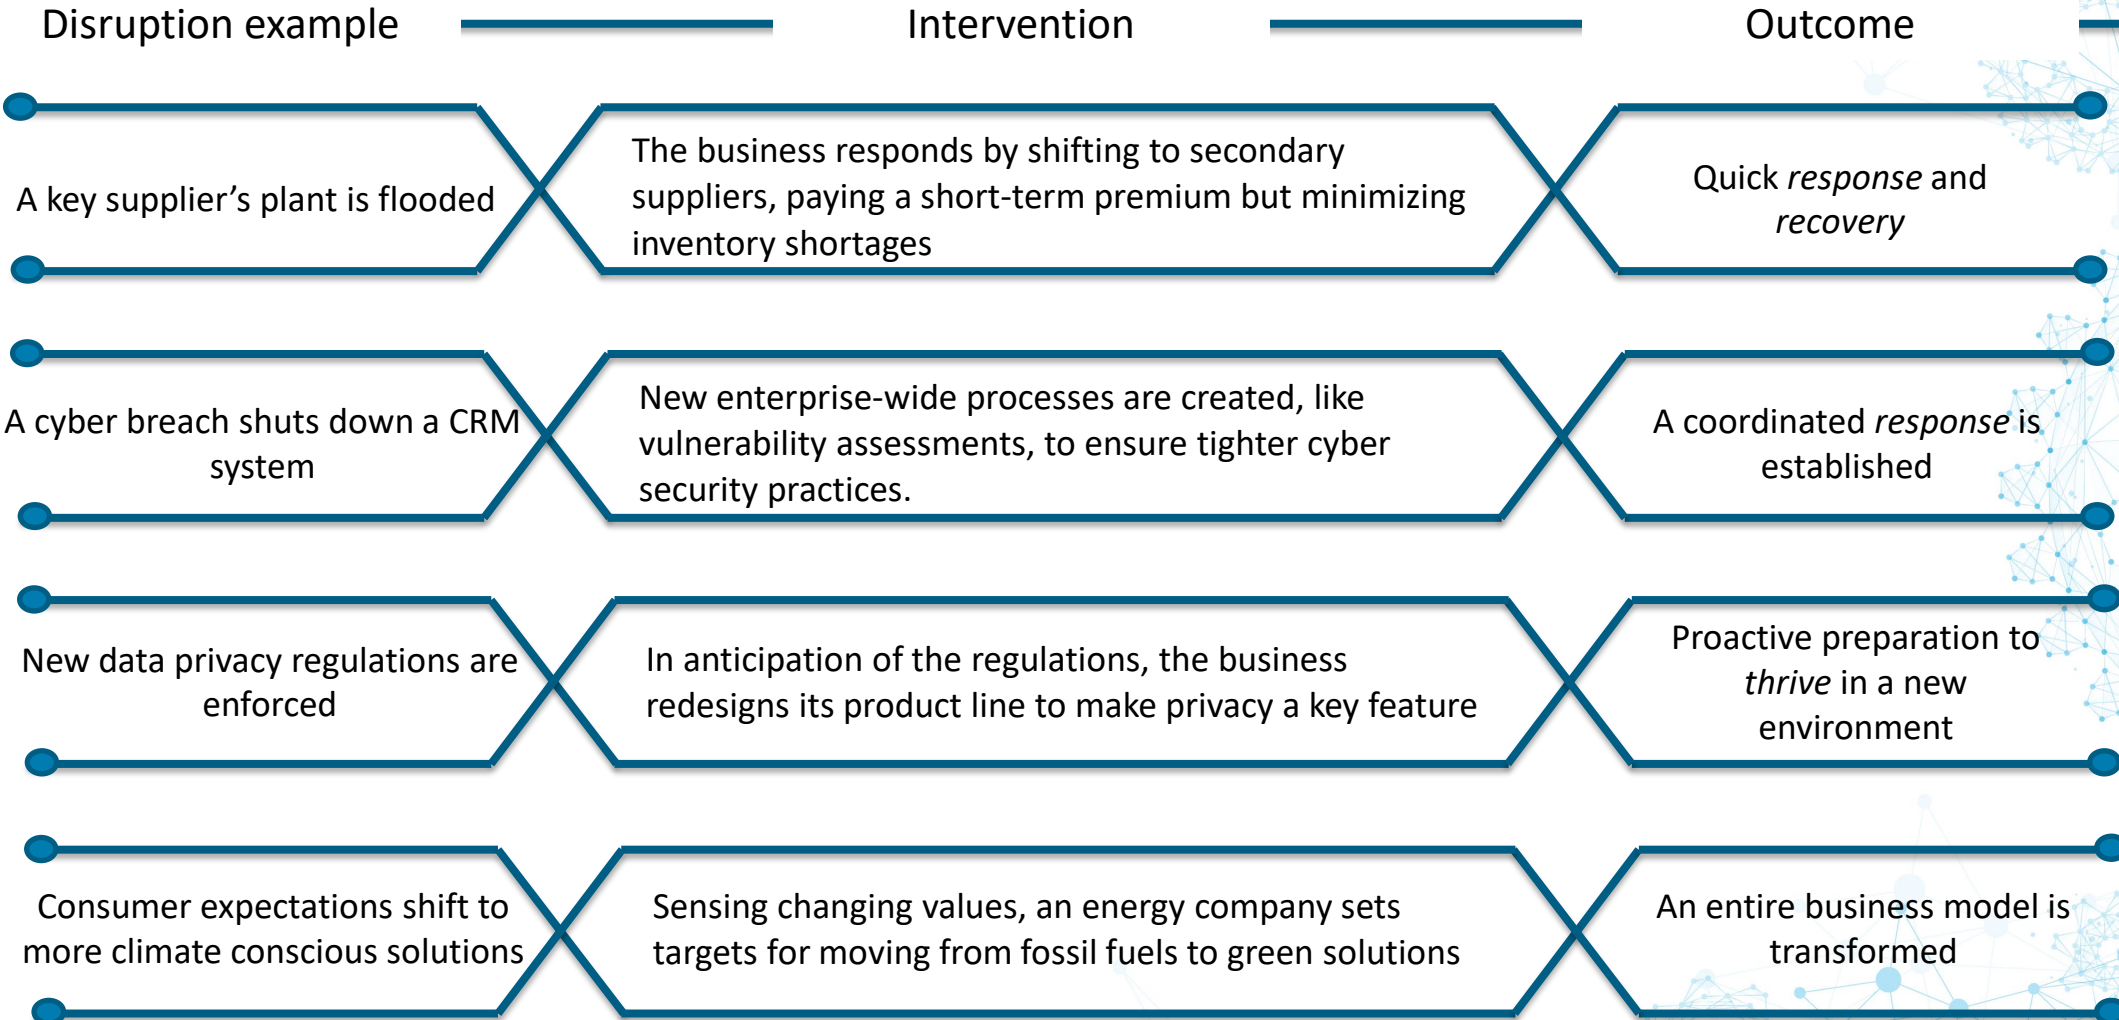 Disruption example
Intervention
Outcome
A key supplier’s plant is flooded
The business responds by shifting to secondary
suppliers, paying a short-term premium but minimizing
inventory shortages
Quick response and
recovery
A cyber breach shuts down a CRM
system
New enterprise-wide processes are created, like
vulnerability assessments, to ensure tighter cyber
security practices.
A coordinated response is
established
New data privacy regulations are
enforced
In anticipation of the regulations, the business
redesigns its product line to make privacy a key feature
Proactive preparation to
thrive in a new
environment
Consumer expectations shift to
more climate conscious solutions
Sensing changing values, an energy company sets
targets for moving from fossil fuels to green solutions
An entire business model is
transformed